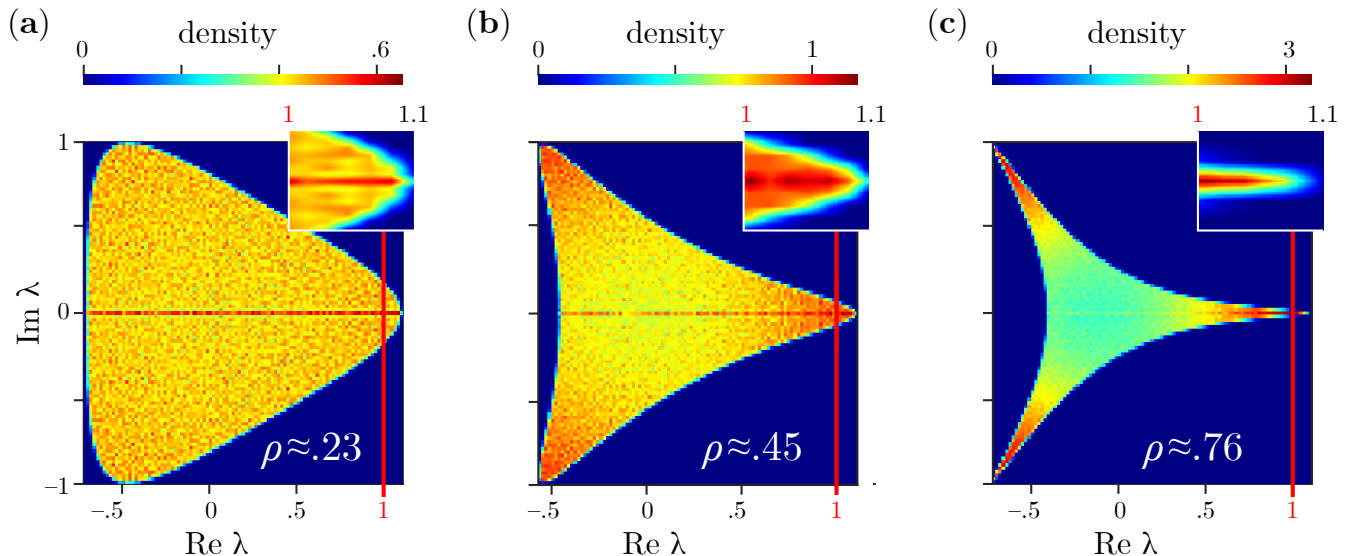 (a)
density
0 .6
1 1.1
1
0
−1
Im λ
ρ≈.23
−.5 0 .5 1
Re λ
(b)
density
0 1
1 1.1
ρ≈.45
−.5 0 .5 1
Re λ
(c)
density
0 3
1 1.1
ρ≈.76
−.5 0 .5 1
Re λ